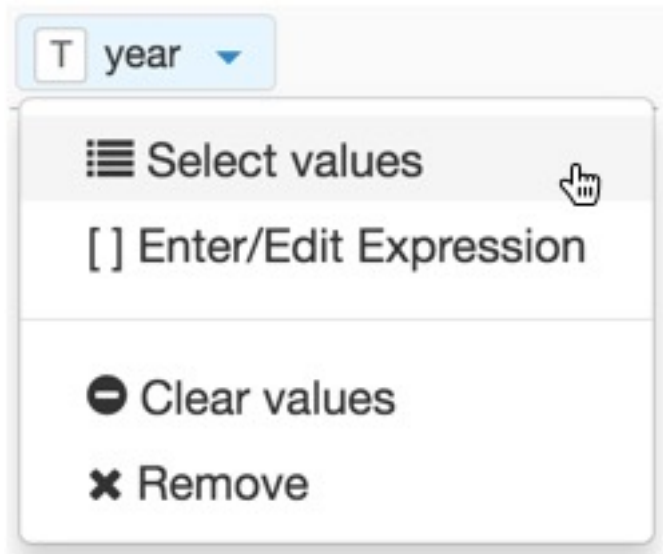 T year
Select values
[ ] Enter/Edit Expression
Clear values
Remove